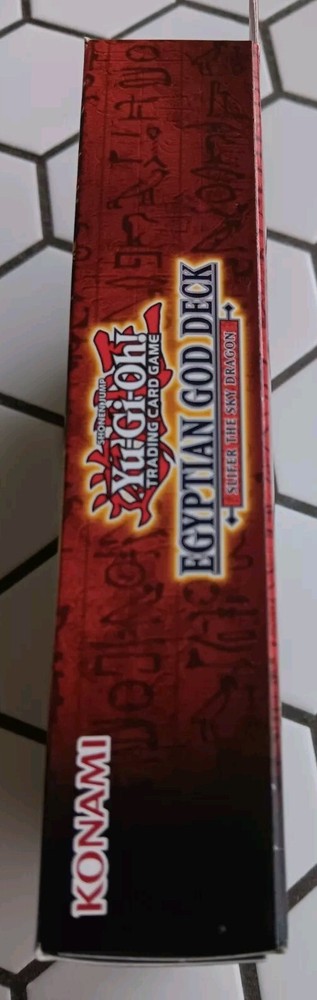 SHONEN JUMP
Yu-Gi-Oh!
TRADING CARD GAME
EGYPTIAN GOD DECK
SLIFER THE SKY DRAGON
KONAMI